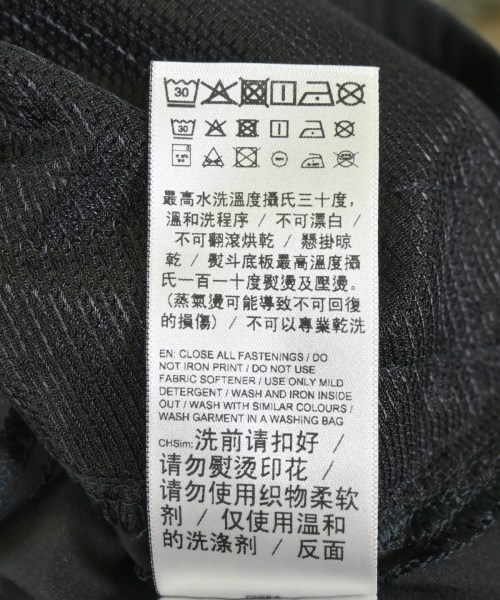 30
30
最高水洗溫度攝氏三十度，
溫和洗程序 / 不可漂白 /
不可翻滾烘乾 / 懸掛晾
乾 / 熨斗底板最高溫度攝
氏一百一十度熨燙及壓燙。
(蒸氣燙可能導致不可回復
的損傷) / 不可以專業乾洗
EN: CLOSE ALL FASTENINGS / DO
NOT IRON PRINT / DO NOT USE
FABRIC SOFTENER / USE ONLY MILD
DETERGENT / WASH AND IRON INSIDE
OUT / WASH WITH SIMILAR COLOURS /
WASH GARMENT IN A WASHING BAG
CHSim: 洗前请扣好 /
请勿熨烫印花 /
请勿使用织物柔软
剂 / 仅使用温和
的洗涤剂 / 反面